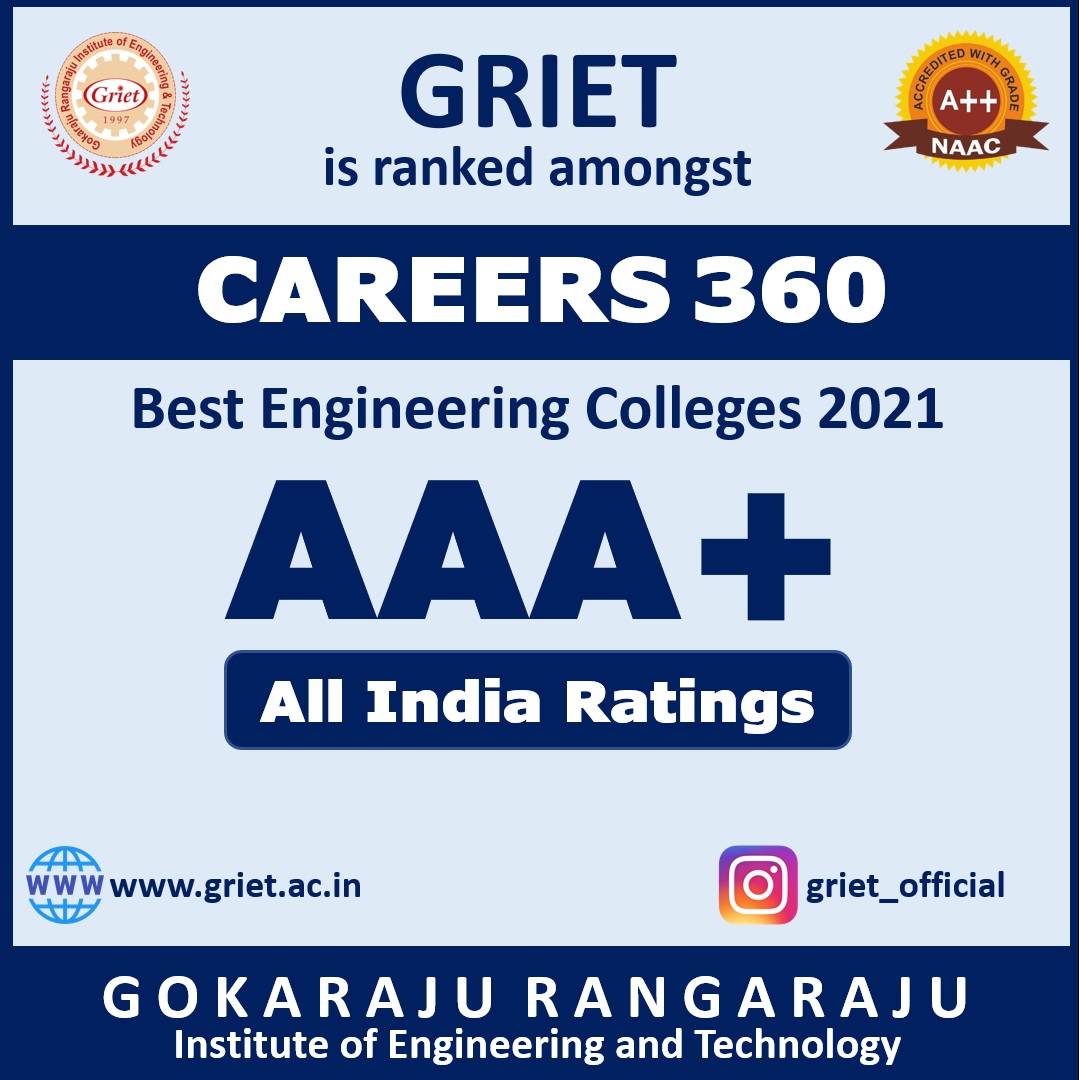 Gokaraju Rangaraju Institute of Engineering & Technology
Griet
1997
GRIET
is ranked amongst
ACCREDITED WITH GRADE
A++
NAAC
CAREERS 360
Best Engineering Colleges 2021
AAA+
All India Ratings
WWW www.griet.ac.in
griet_official
GOKARAJU RANGARAJU
Institute of Engineering and Technology